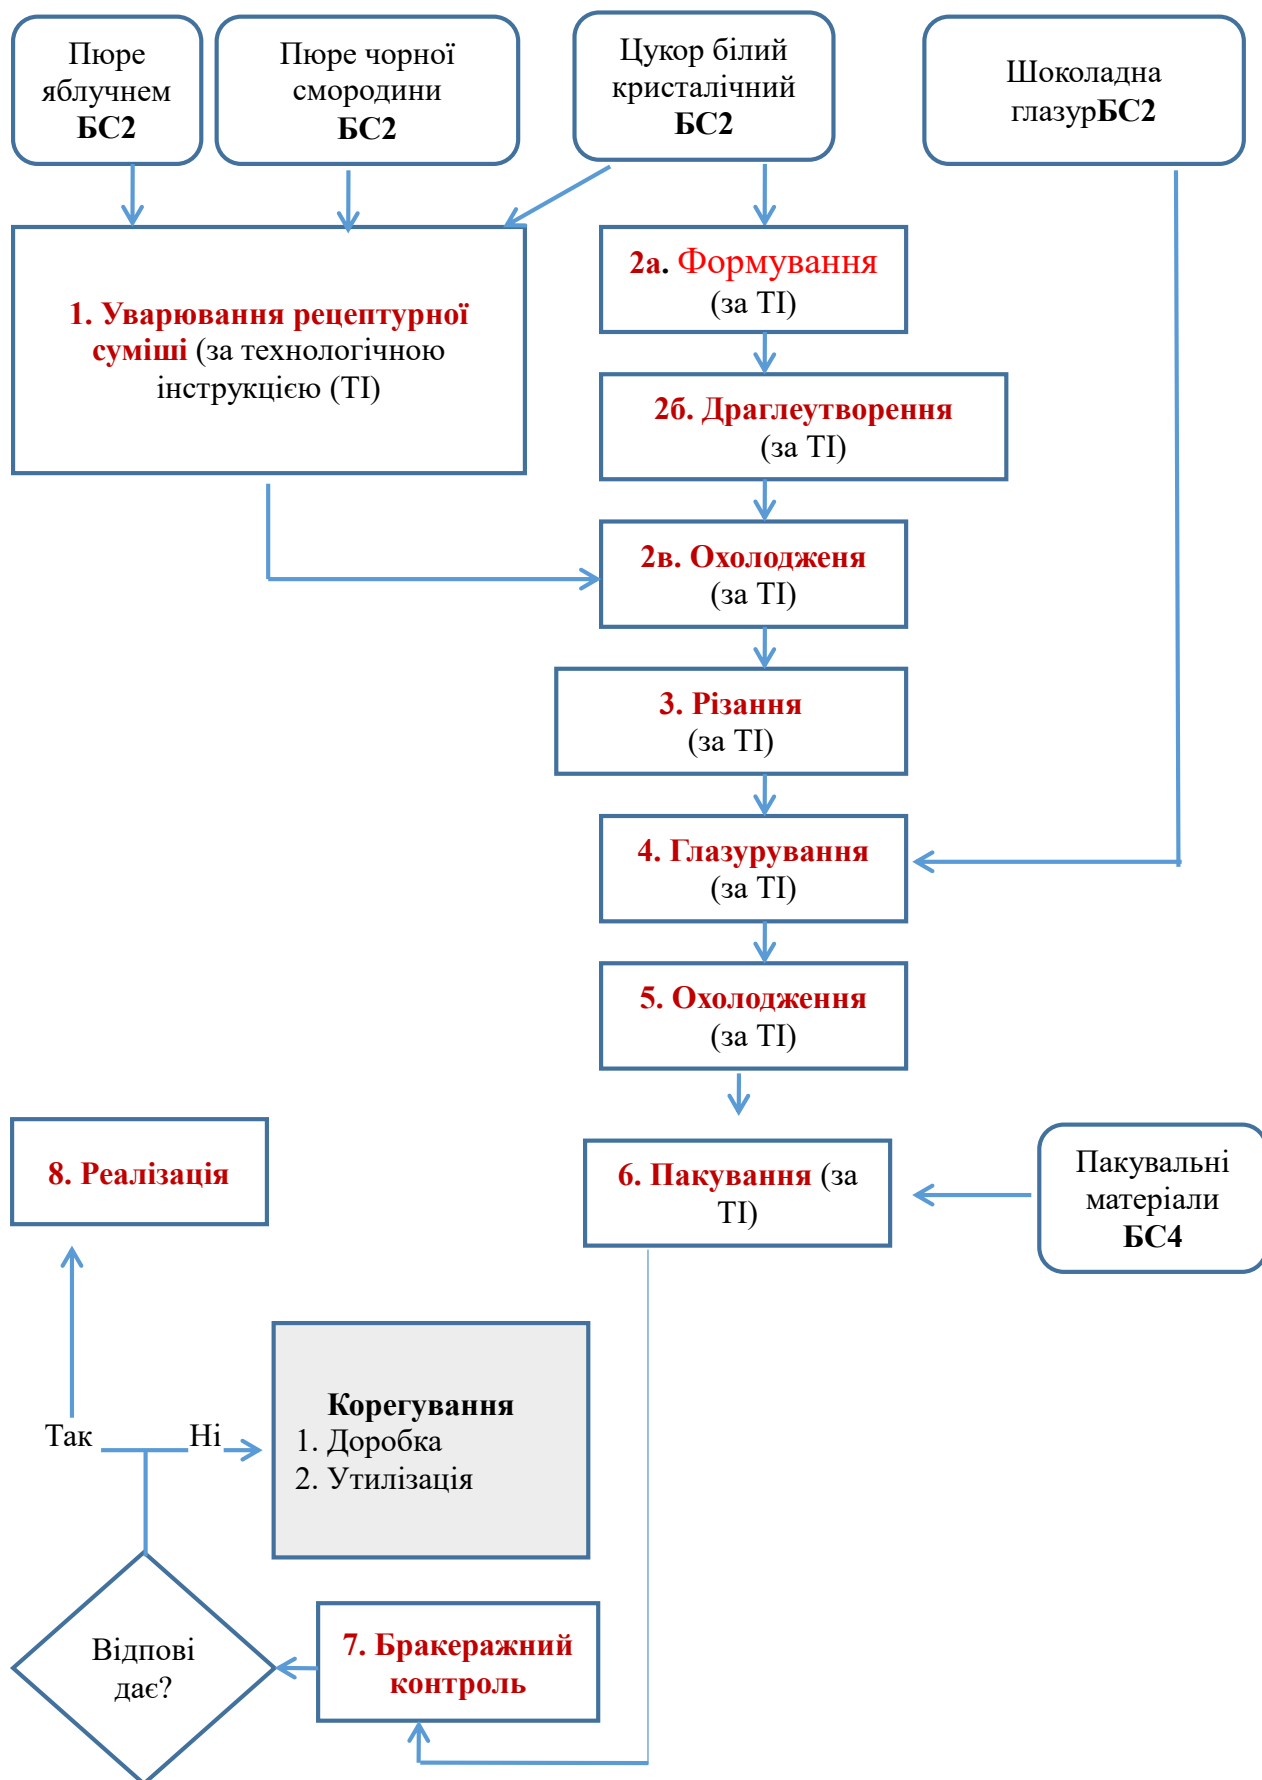 Пюре
яблучнем
БС2
Пюре чорної
смородини
БС2
Цукор білий
кристалічний
БС2
Шоколадна
глазурБС2
1. Уварювання рецептурної
суміші (за технологічною
інструкцією (ТІ)
2а. Формування
(за ТІ)
2б. Драглеутворення
(за ТІ)
2в. Охолодженя
(за ТІ)
3. Різання
(за ТІ)
4. Глазурування
(за ТІ)
5. Охолодження
(за ТІ)
6. Пакування (за
ТІ)
Пакувальні
матеріали
БС4
8. Реалізація
Корегування
1. Доробка
2. Утилізація
Так
Ні
Відпові
дає?
7. Бракеражний
контроль